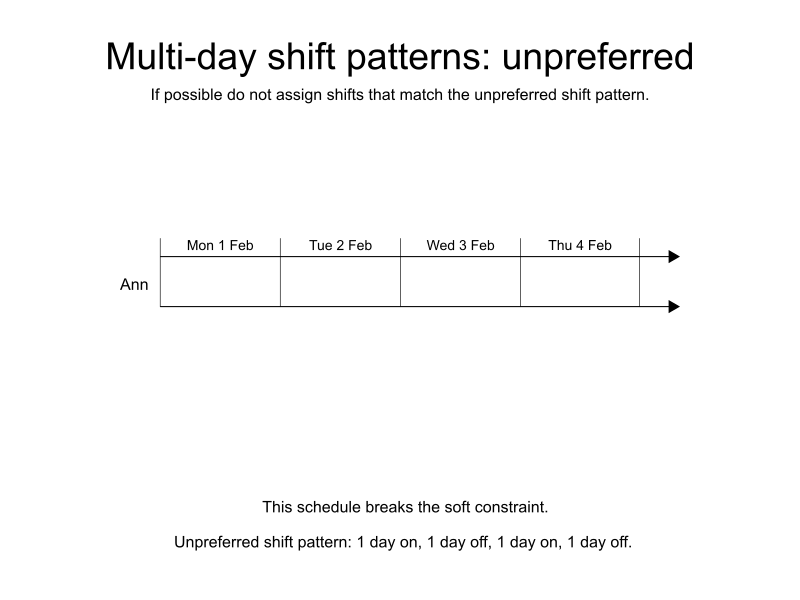 Multi-day shift patterns: unpreferred
If possible do not assign shifts that match the unpreferred shift pattern.
Mon 1 Feb Tue 2 Feb Wed 3 Feb Thu 4 Feb
Ann
This schedule breaks the soft constraint.
Unpreferred shift pattern: 1 day on, 1 day off, 1 day on, 1 day off.